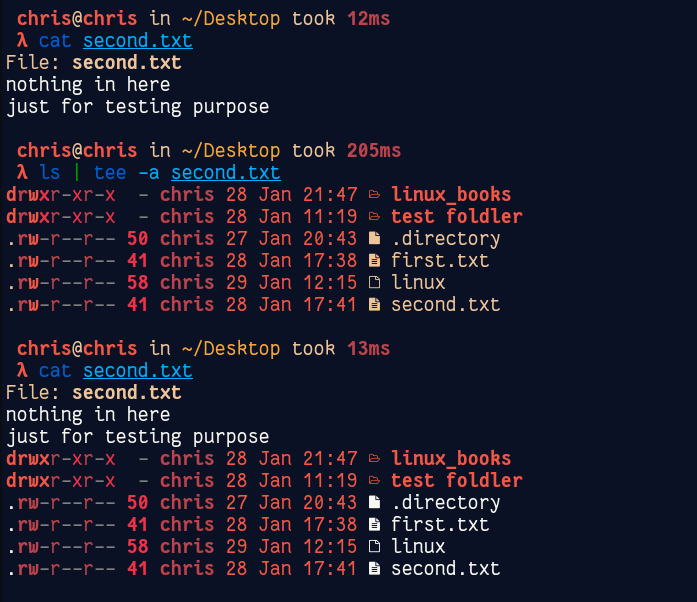 chris@chris in ~/Desktop took 12ms
λ cat second.txt
File: second.txt
nothing in here
just for testing purpose
chris@chris in ~/Desktop took 205ms
λ ls | tee -a second.txt
drwxr-xr-x - chris 28 Jan 21:47 linux_books
drwxr-xr-x - chris 28 Jan 11:19 test foldler
.rw-r--r-- 50 chris 27 Jan 20:43 .directory
.rw-r--r-- 41 chris 28 Jan 17:38 first.txt
.rw-r--r-- 58 chris 29 Jan 12:15 linux
.rw-r--r-- 41 chris 28 Jan 17:41 second.txt
chris@chris in ~/Desktop took 13ms
λ cat second.txt
File: second.txt
nothing in here
just for testing purpose
drwxr-xr-x - chris 28 Jan 21:47 linux_books
drwxr-xr-x - chris 28 Jan 11:19 test foldler
.rw-r--r-- 50 chris 27 Jan 20:43 .directory
.rw-r--r-- 41 chris 28 Jan 17:38 first.txt
.rw-r--r-- 58 chris 29 Jan 12:15 linux
.rw-r--r-- 41 chris 28 Jan 17:41 second.txt